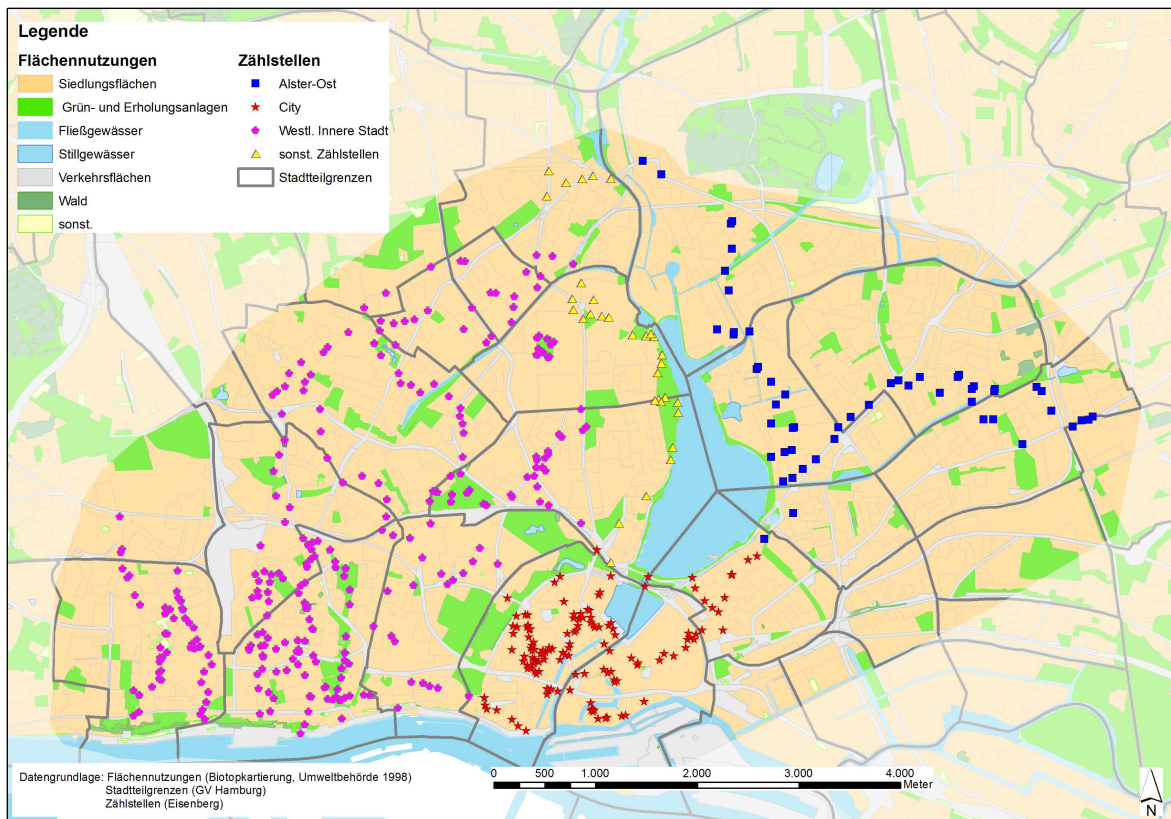 Legende
Flächennutzungen
Siedlungsflächen
Grün- und Erholungsanlagen
Fließgewässer
Stillgewässer
Verkehrsflächen
Wald
sonst.
Zählstellen
Alster-Ost
City
Westl. Innere Stadt
sonst. Zählstellen
Stadtteilgrenzen
Datengrundlage: Flächennutzungen (Biotopkartierung, Umweltbehörde 1998)
Stadtteilgrenzen (GV Hamburg)
Zählstellen (Eisenberg)
0 500 1.000 2.000 3.000 4.000
Meter
N